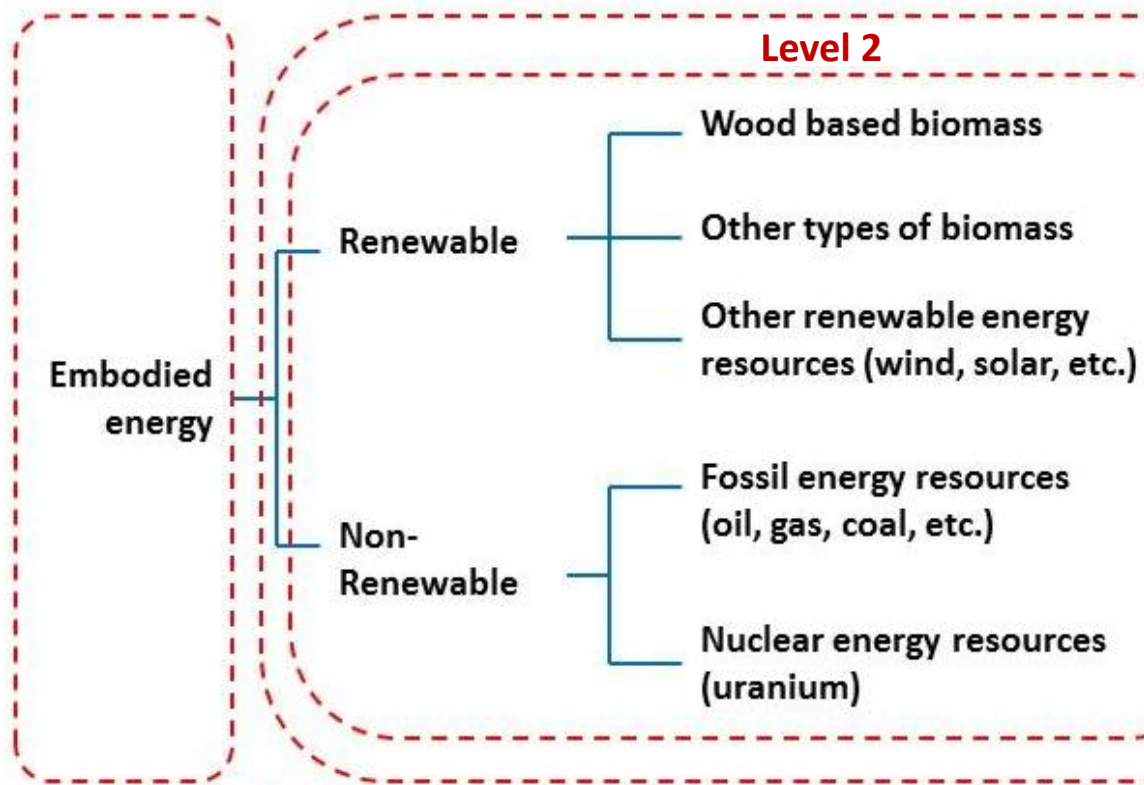 Level 2
Wood based biomass
Renewable
Other types of biomass
Other renewable energy
resources (wind, solar, etc.)
Embodied
energy
Fossil energy resources
(oil, gas, coal, etc.)
Non-
Renewable
Nuclear energy resources
(uranium)